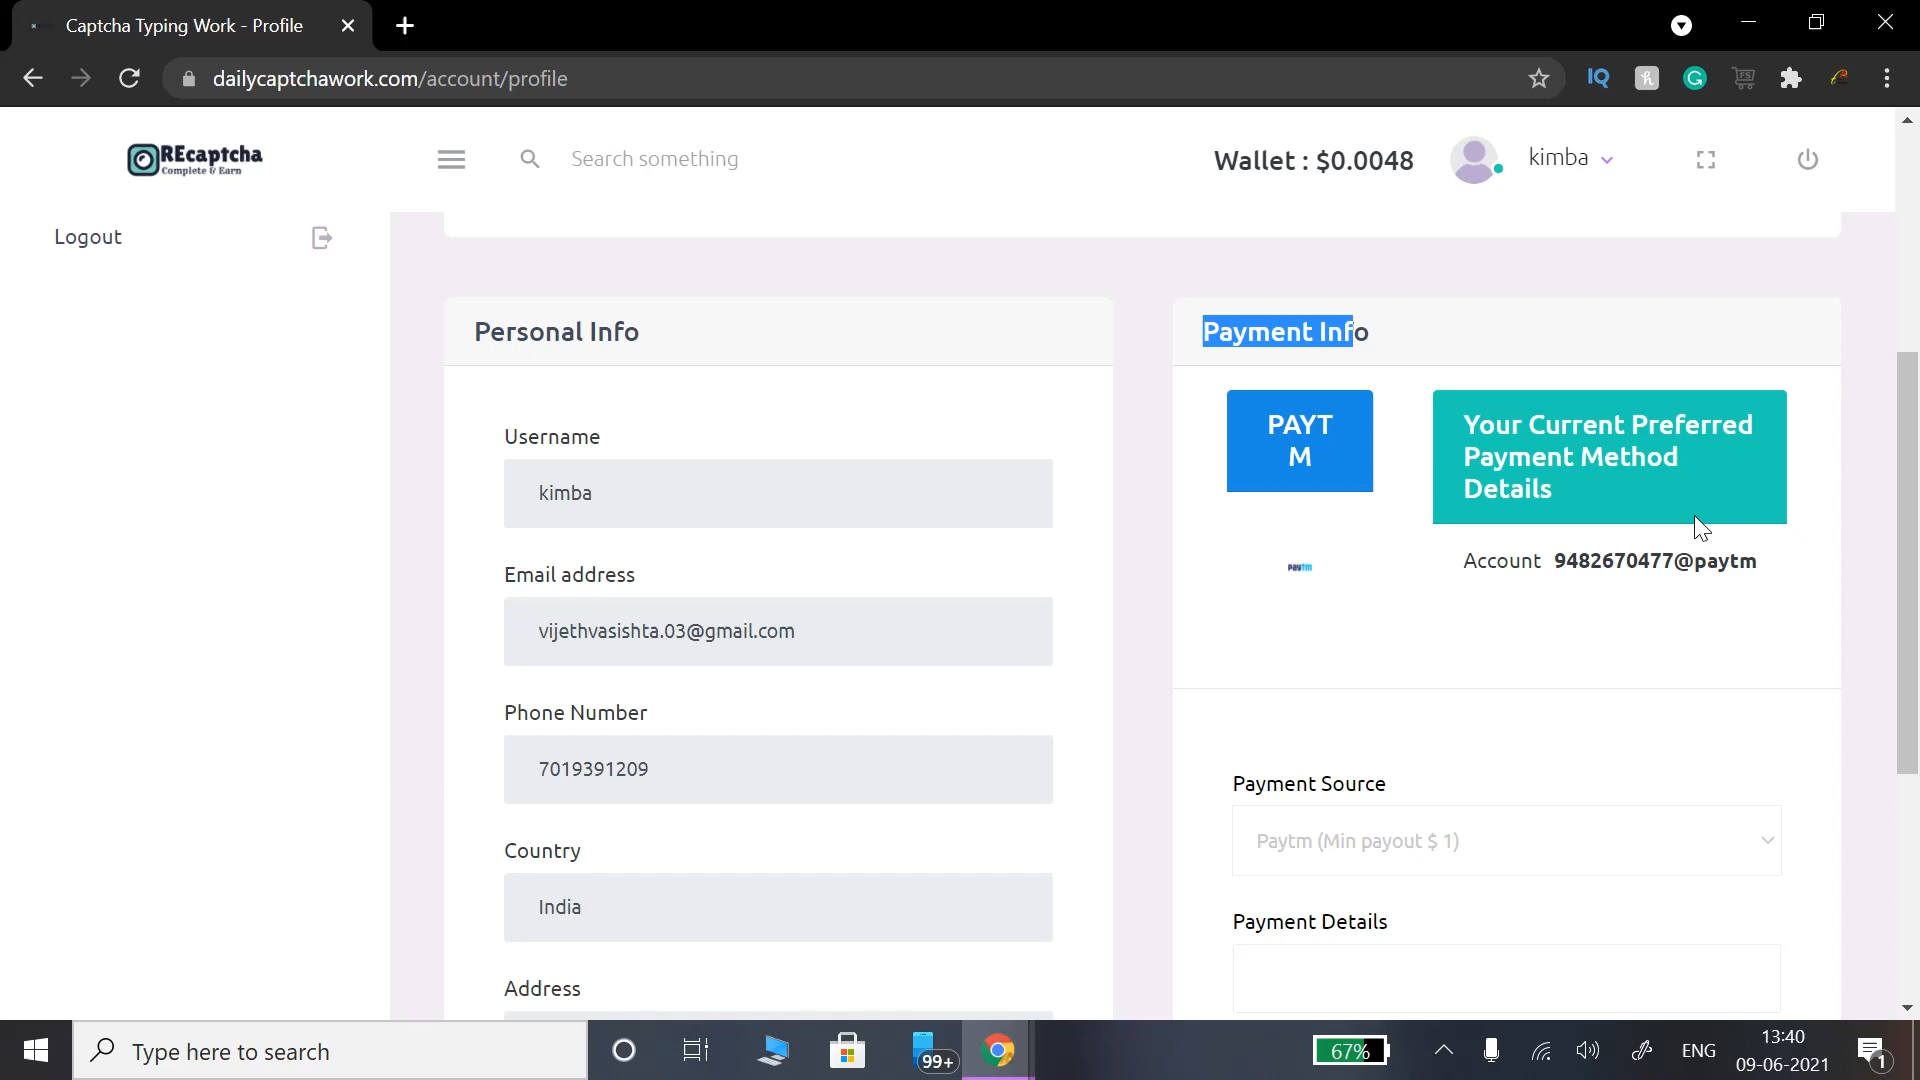 Captcha Typing Work - Profile
dailycaptchawork.com/account/profile
REcaptcha
Complete & Earn
Search something
Wallet : $0.0048
kimba
Logout
Personal Info
Username
kimba
Email address
vijethvasishta.03@gmail.com
Phone Number
7019391209
Country
India
Address
Payment Info
PAYT
M
Your Current Preferred
Payment Method
Details
paytm
Account 9482670477@paytm
Payment Source
Paytm (Min payout $ 1)
Payment Details
Type here to search
99+
67%
ENG
13:40
09-06-2021
1
IQ
h
G
FS